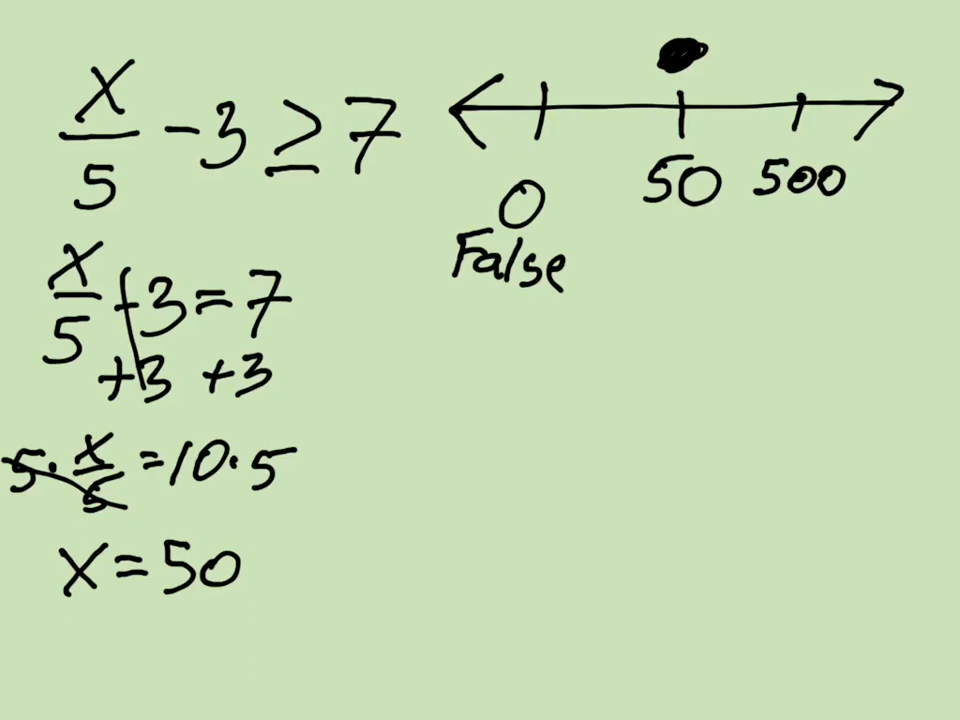 x/5 - 3 ≥ 7
x/5 - 3 = 7
+3 +3
5 · x/5 = 10 · 5
x = 50
0 50 500
False